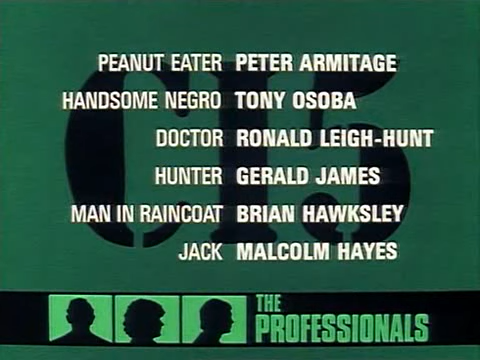 PEANUT EATER PETER ARMITAGE
HANDSOME NEGRO TONY OSOBA
DOCTOR RONALD LEIGH-HUNT
HUNTER GERALD JAMES
MAN IN RAINCOAT BRIAN HAWKSLEY
JACK MALCOLM HAYES
CI5
THE
PROFESSIONALS